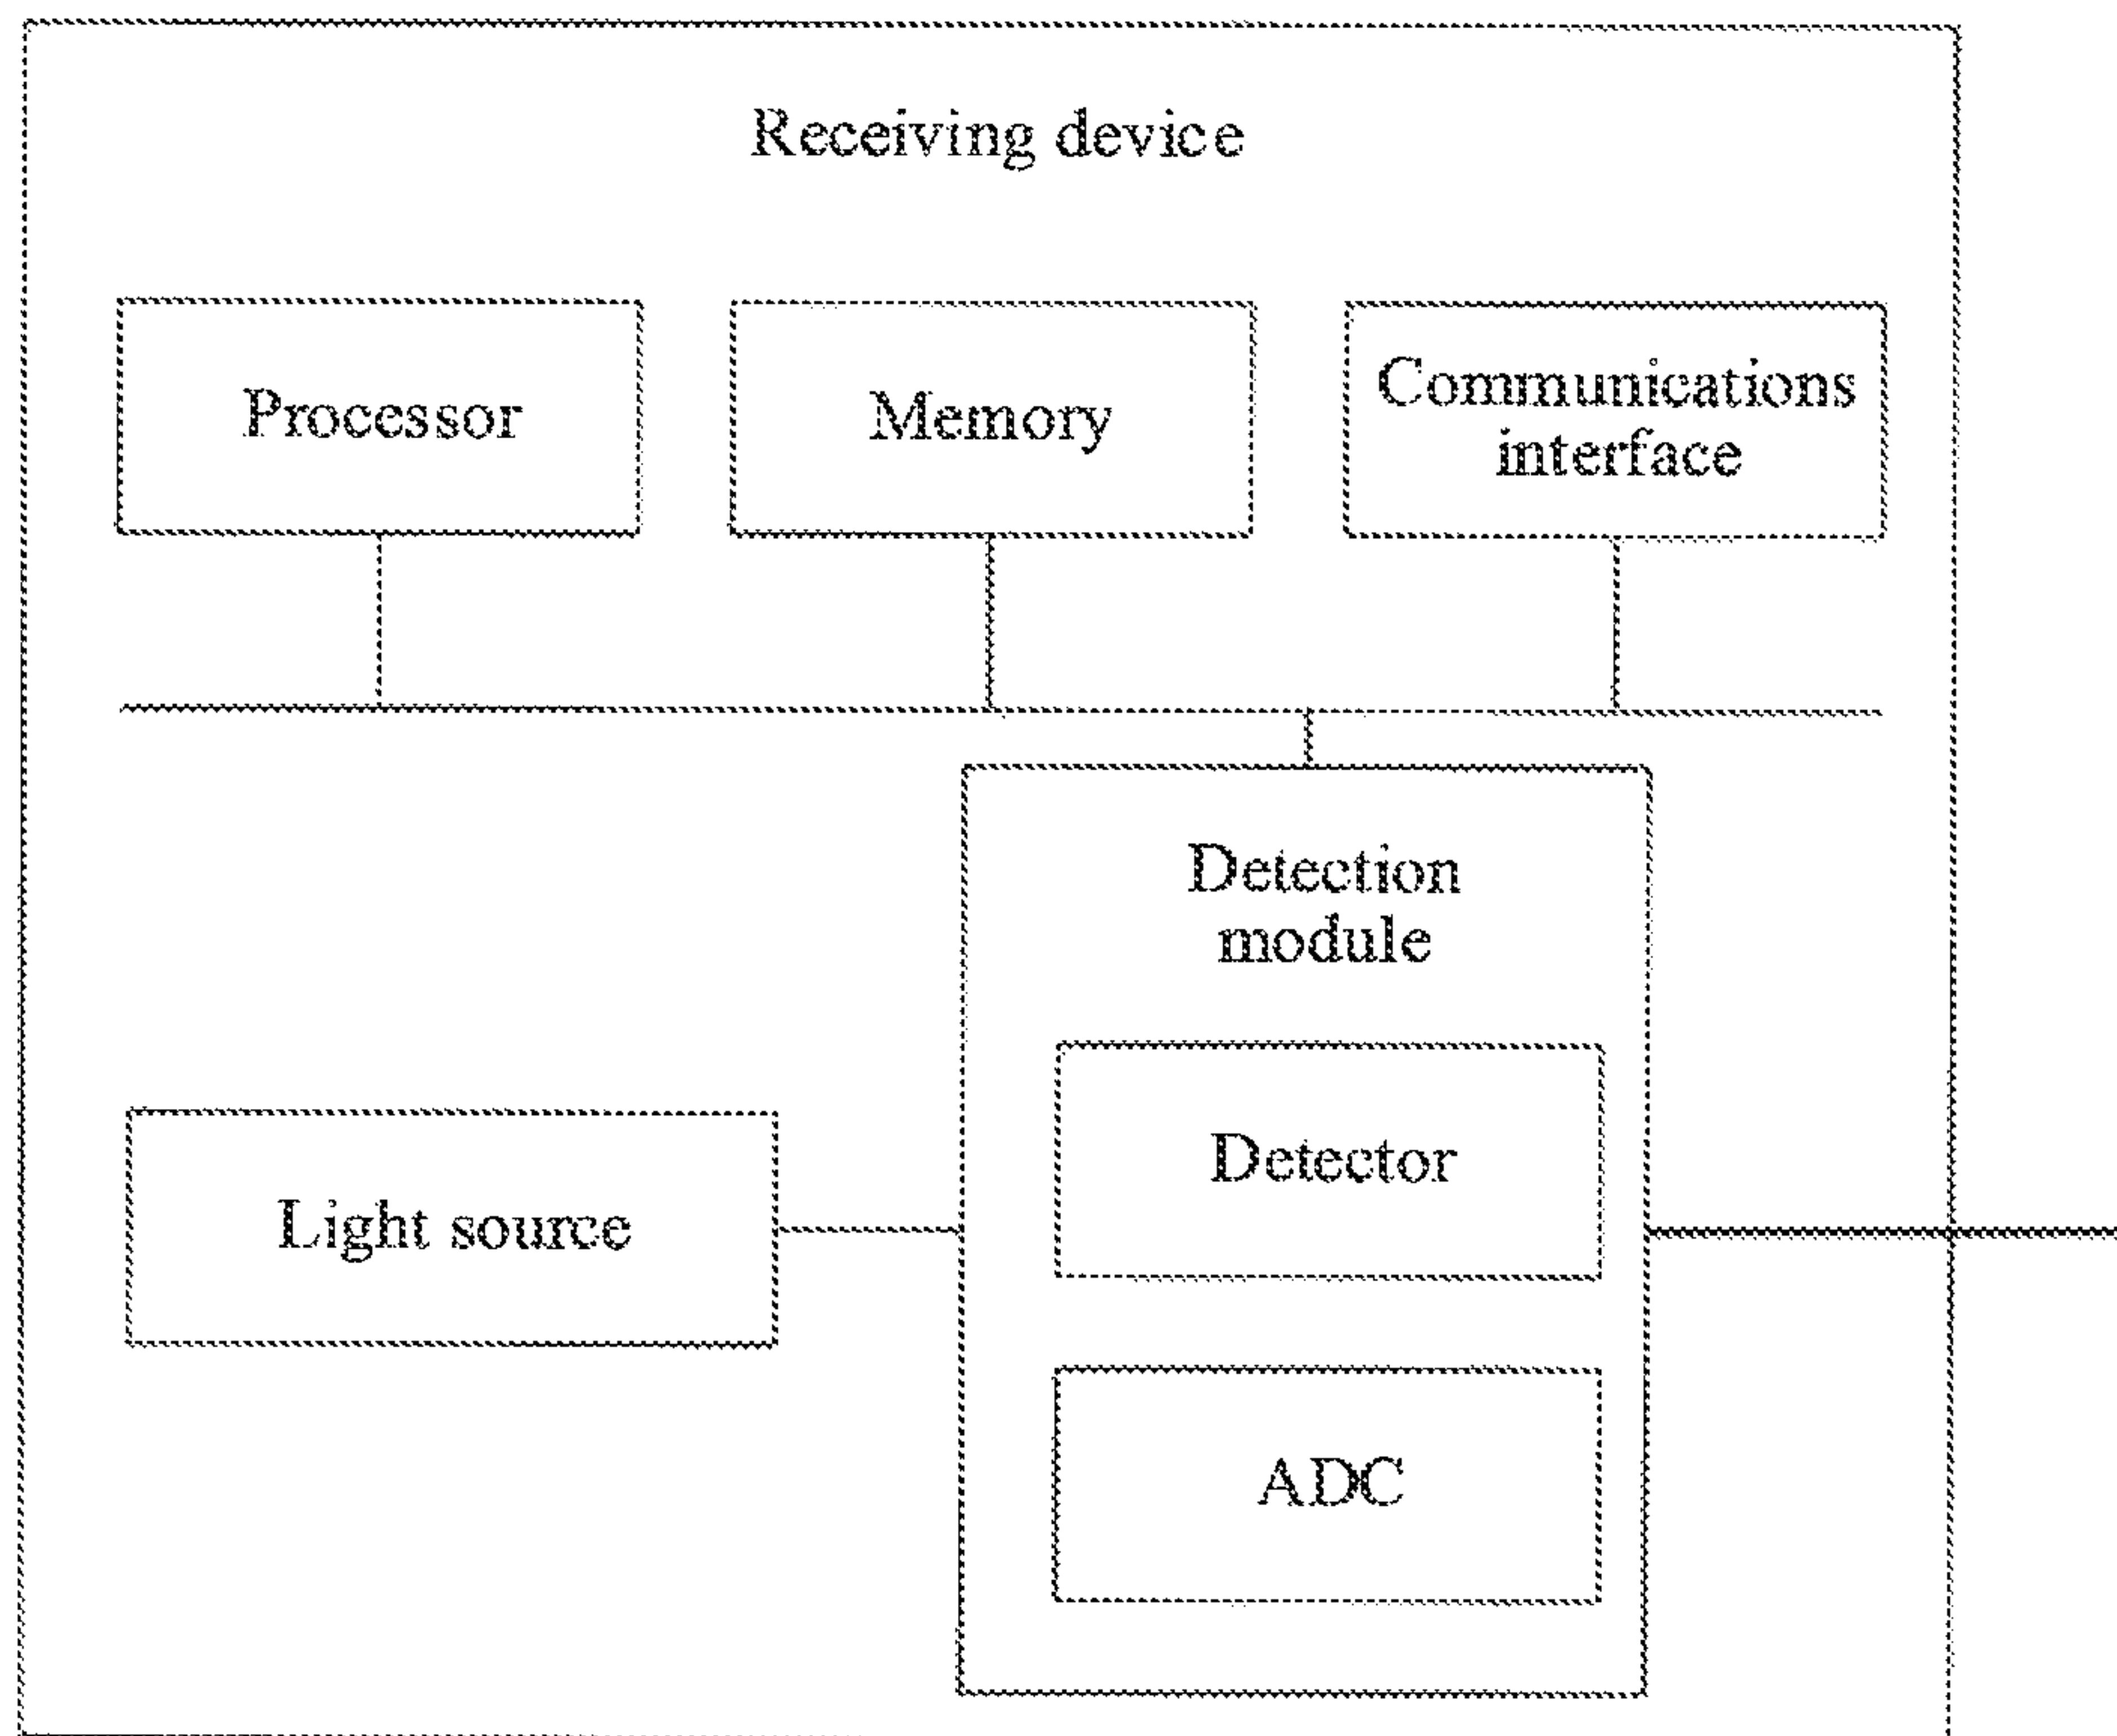 Receiving device
Processor
Memory
Communications
interface
Detection
module
Detector
Light source
ADC